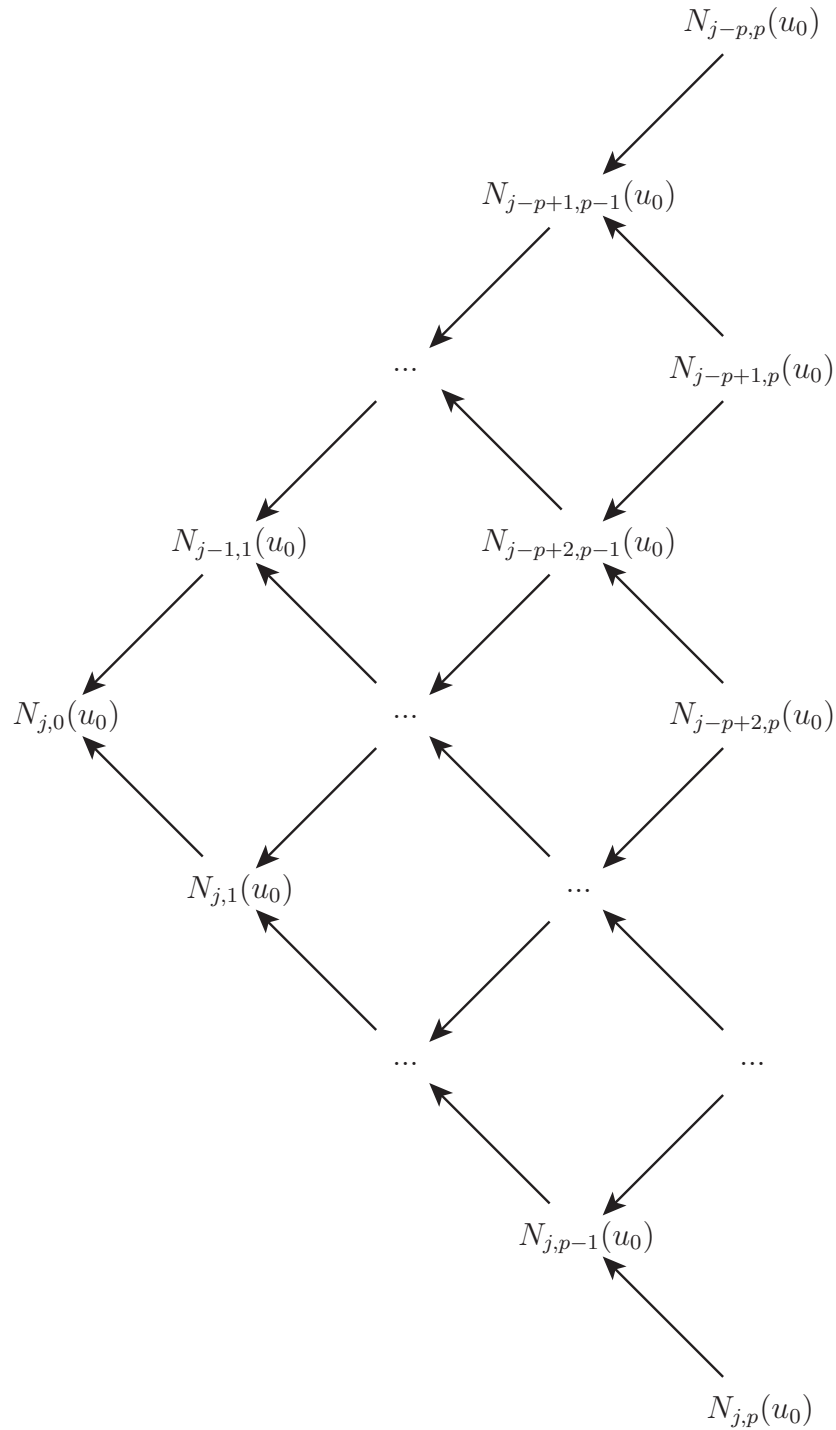 N_{j−p,p}(u_0)
N_{j−p+1,p−1}(u_0)
... N_{j−p+1,p}(u_0)
N_{j−1,1}(u_0) N_{j−p+2,p−1}(u_0)
N_{j,0}(u_0) ... N_{j−p+2,p}(u_0)
N_{j,1}(u_0) ...
... ...
N_{j,p−1}(u_0)
N_{j,p}(u_0)